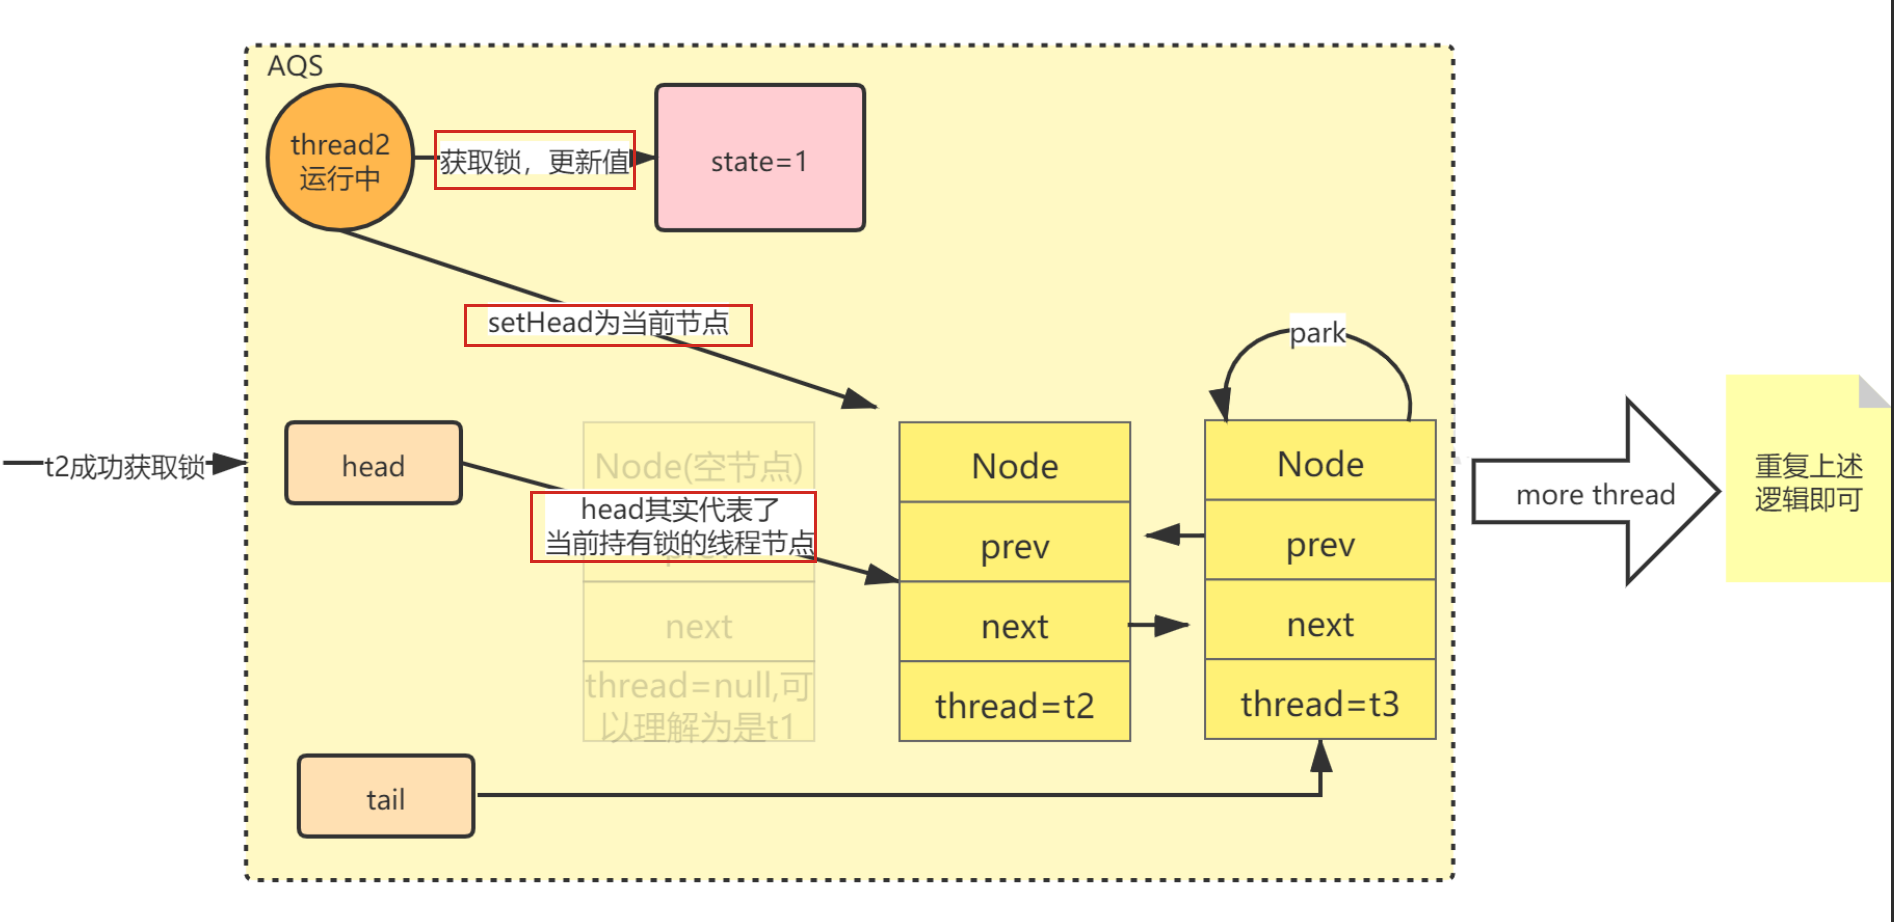 AQS
thread2
运行中
获取锁，更新值
state=1
setHead为当前节点
park
t2成功获取锁
head
Node(空节点)
head其实代表了
当前持有锁的线程节点
next
thread=null,可
以理解为是t1
Node
prev
next
thread=t2
Node
prev
next
thread=t3
tail
more thread
重复上述
逻辑即可